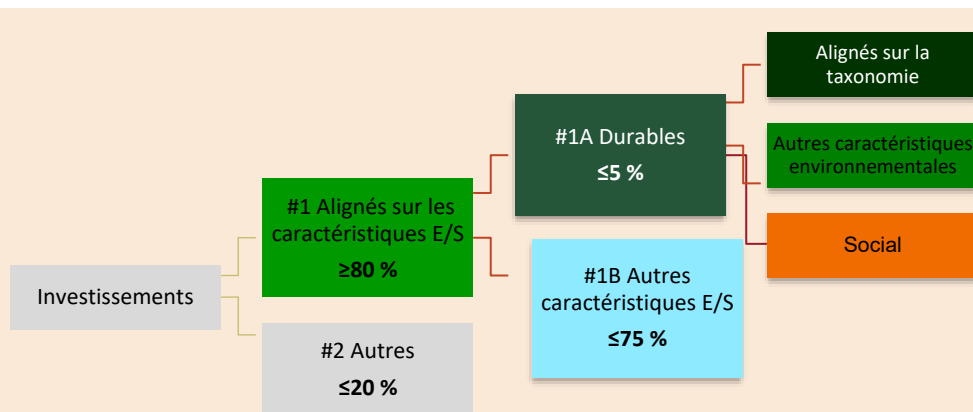 Investissements
#1 Alignés sur les
caractéristiques E/S
≥80 %
#2 Autres
≤20 %
#1A Durables
≤5 %
#1B Autres
caractéristiques E/S
≤75 %
Alignés sur la
taxonomie
Autres caractéristiques
environnementales
Social